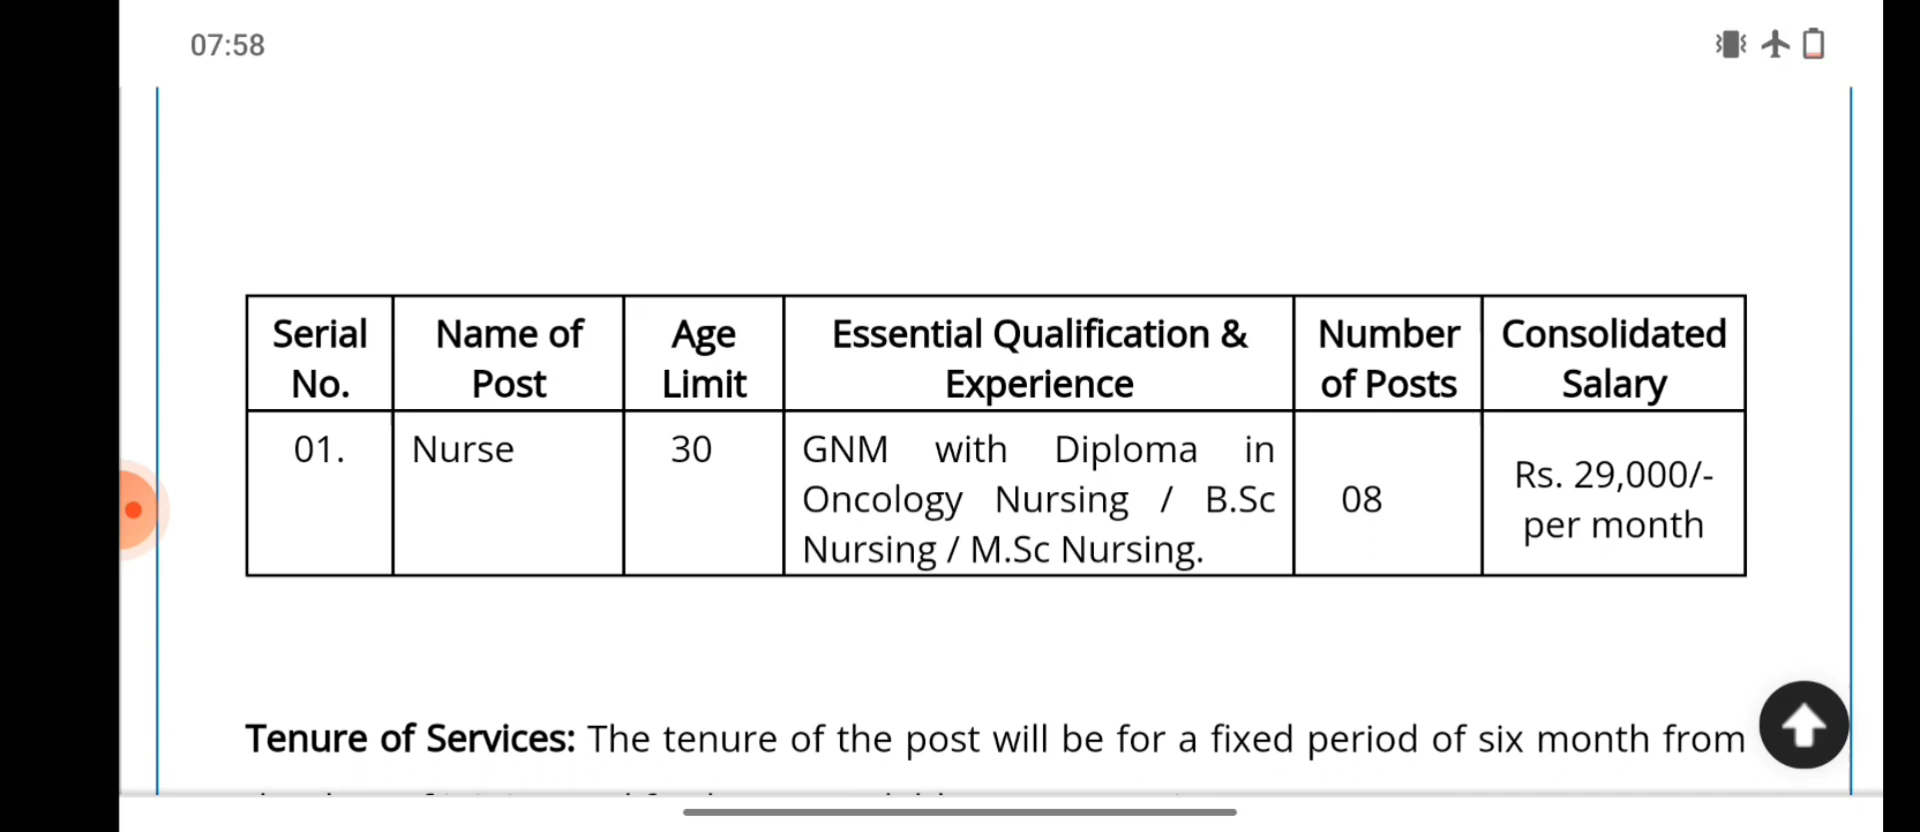 07:58
Serial No.
Name of Post
Age Limit
Essential Qualification & Experience
Number of Posts
Consolidated Salary
01.
Nurse
30
GNM with Diploma in
Oncology Nursing / B.Sc
Nursing / M.Sc Nursing.
08
Rs. 29,000/-
per month
Tenure of Services: The tenure of the post will be for a fixed period of six month from